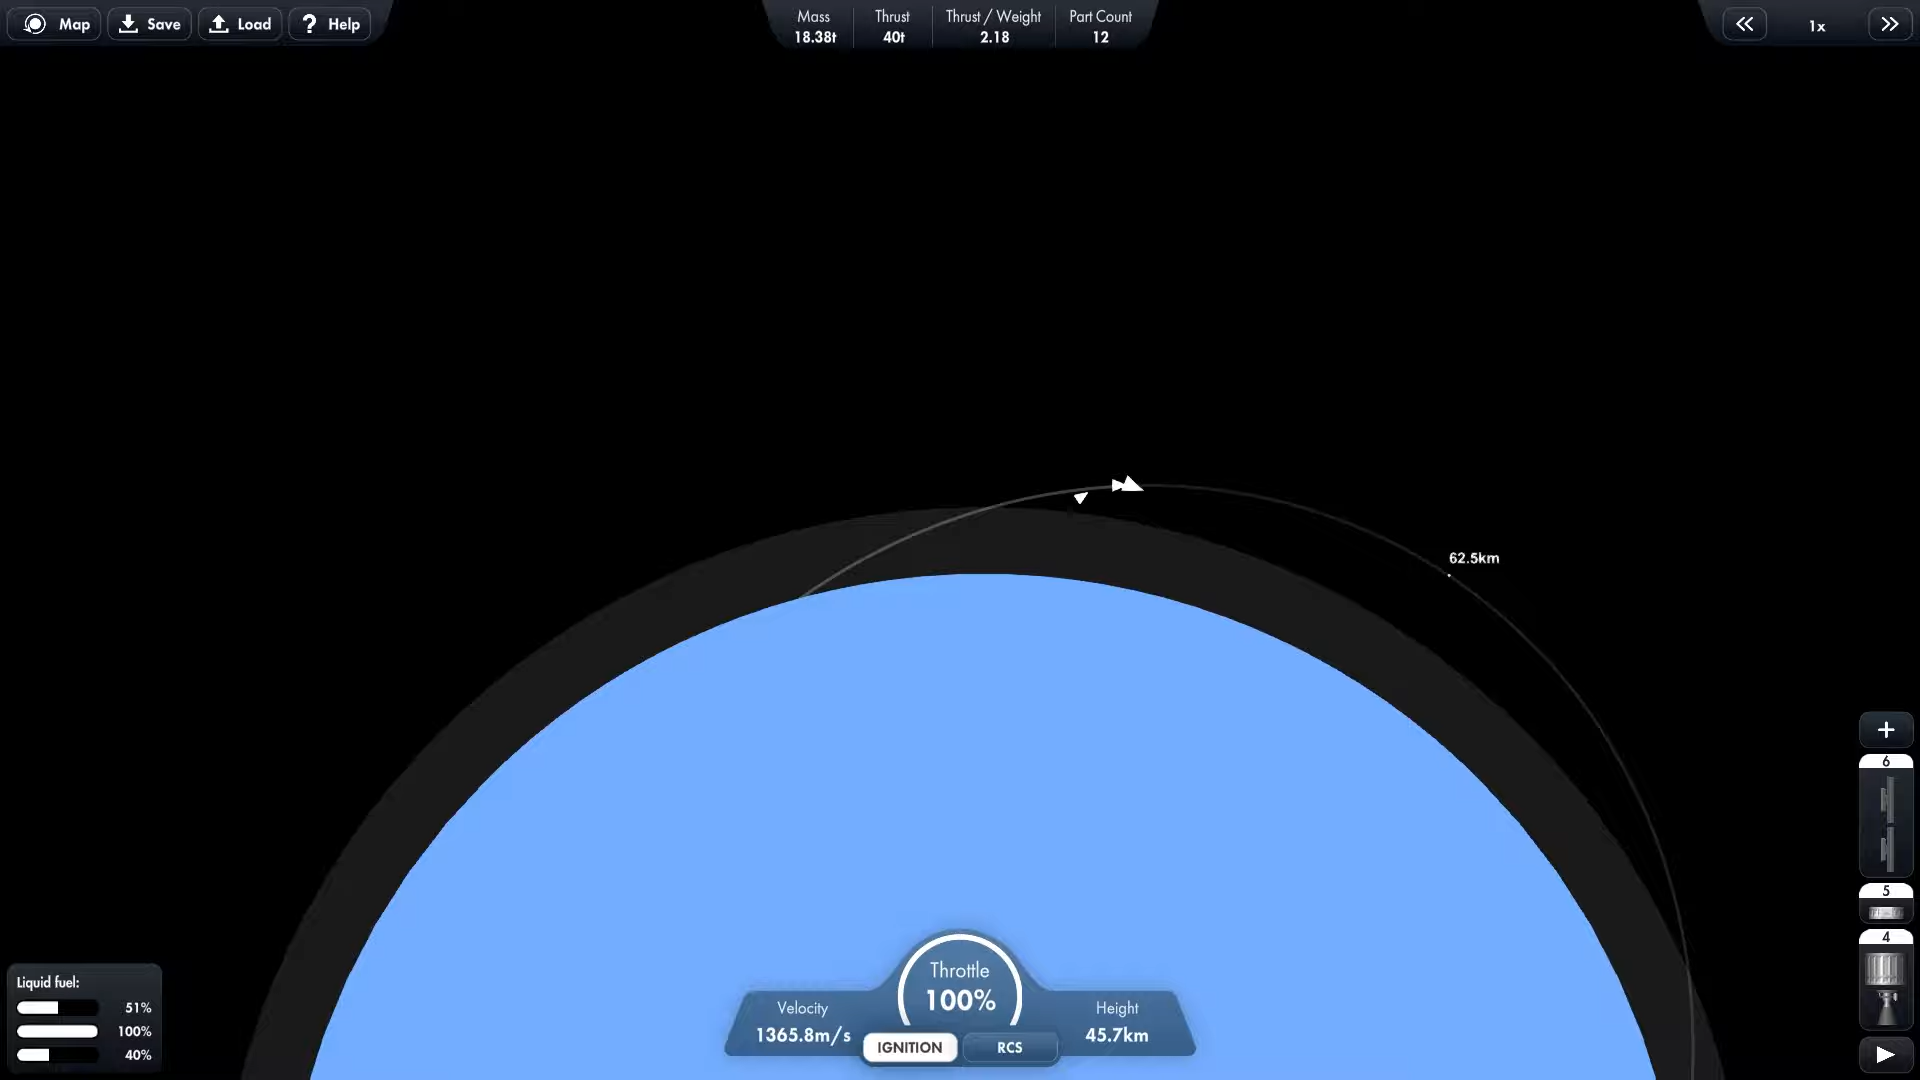 Map
Save
Load
Help
Mass
18.38t
Thrust
40t
Thrust / Weight
2.18
Part Count
12
1x
62.5km
6
5
4
Liquid fuel:
51%
100%
40%
Throttle
100%
Velocity
1365.8m/s
Height
45.7km
IGNITION
RCS